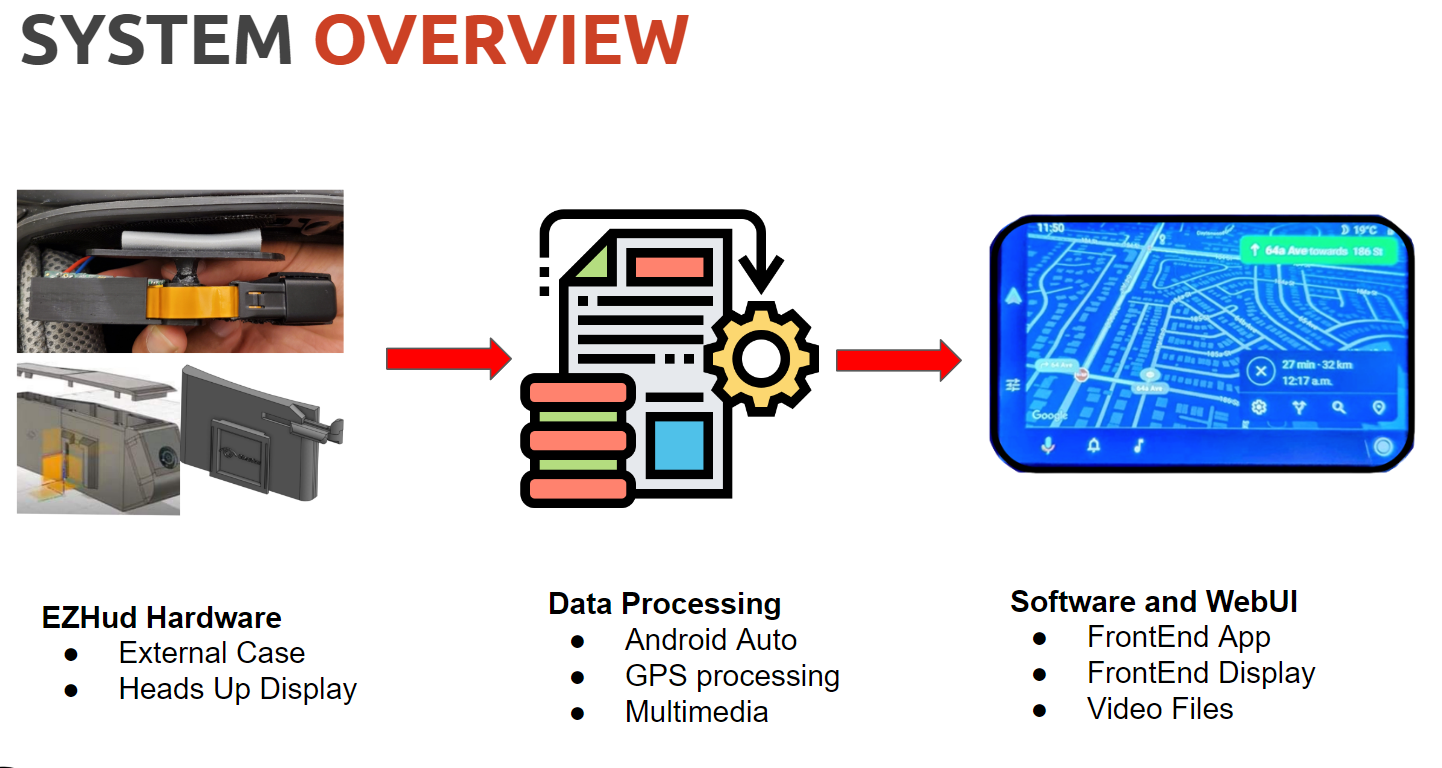 SYSTEM OVERVIEW
11:50
19°C
64a Ave towards 186 St
27 min · 32 km
12:17 a.m.
64a Ave
Google
EZHud Hardware
● External Case
● Heads Up Display
Data Processing
● Android Auto
● GPS processing
● Multimedia
Software and WebUI
● FrontEnd App
● FrontEnd Display
● Video Files